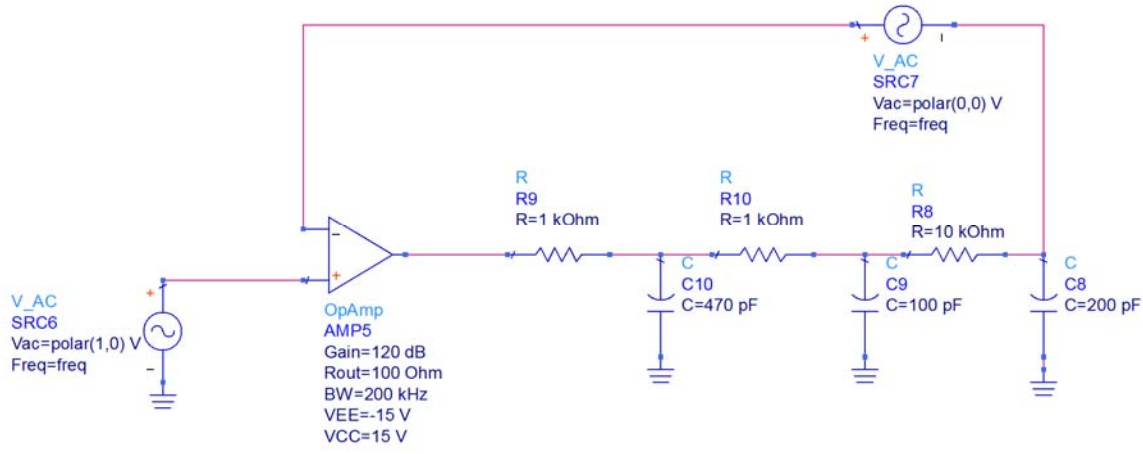 +
−
V_AC
SRC7
Vac=polar(0,0) V
Freq=freq
R
R9
R=1 kOhm
R
R10
R=1 kOhm
R
R8
R=10 kOhm
−
+
C
C10
C=470 pF
C
C9
C=100 pF
C
C8
C=200 pF
V_AC
SRC6
Vac=polar(1,0) V
Freq=freq
+
−
OpAmp
AMP5
Gain=120 dB
Rout=100 Ohm
BW=200 kHz
VEE=-15 V
VCC=15 V